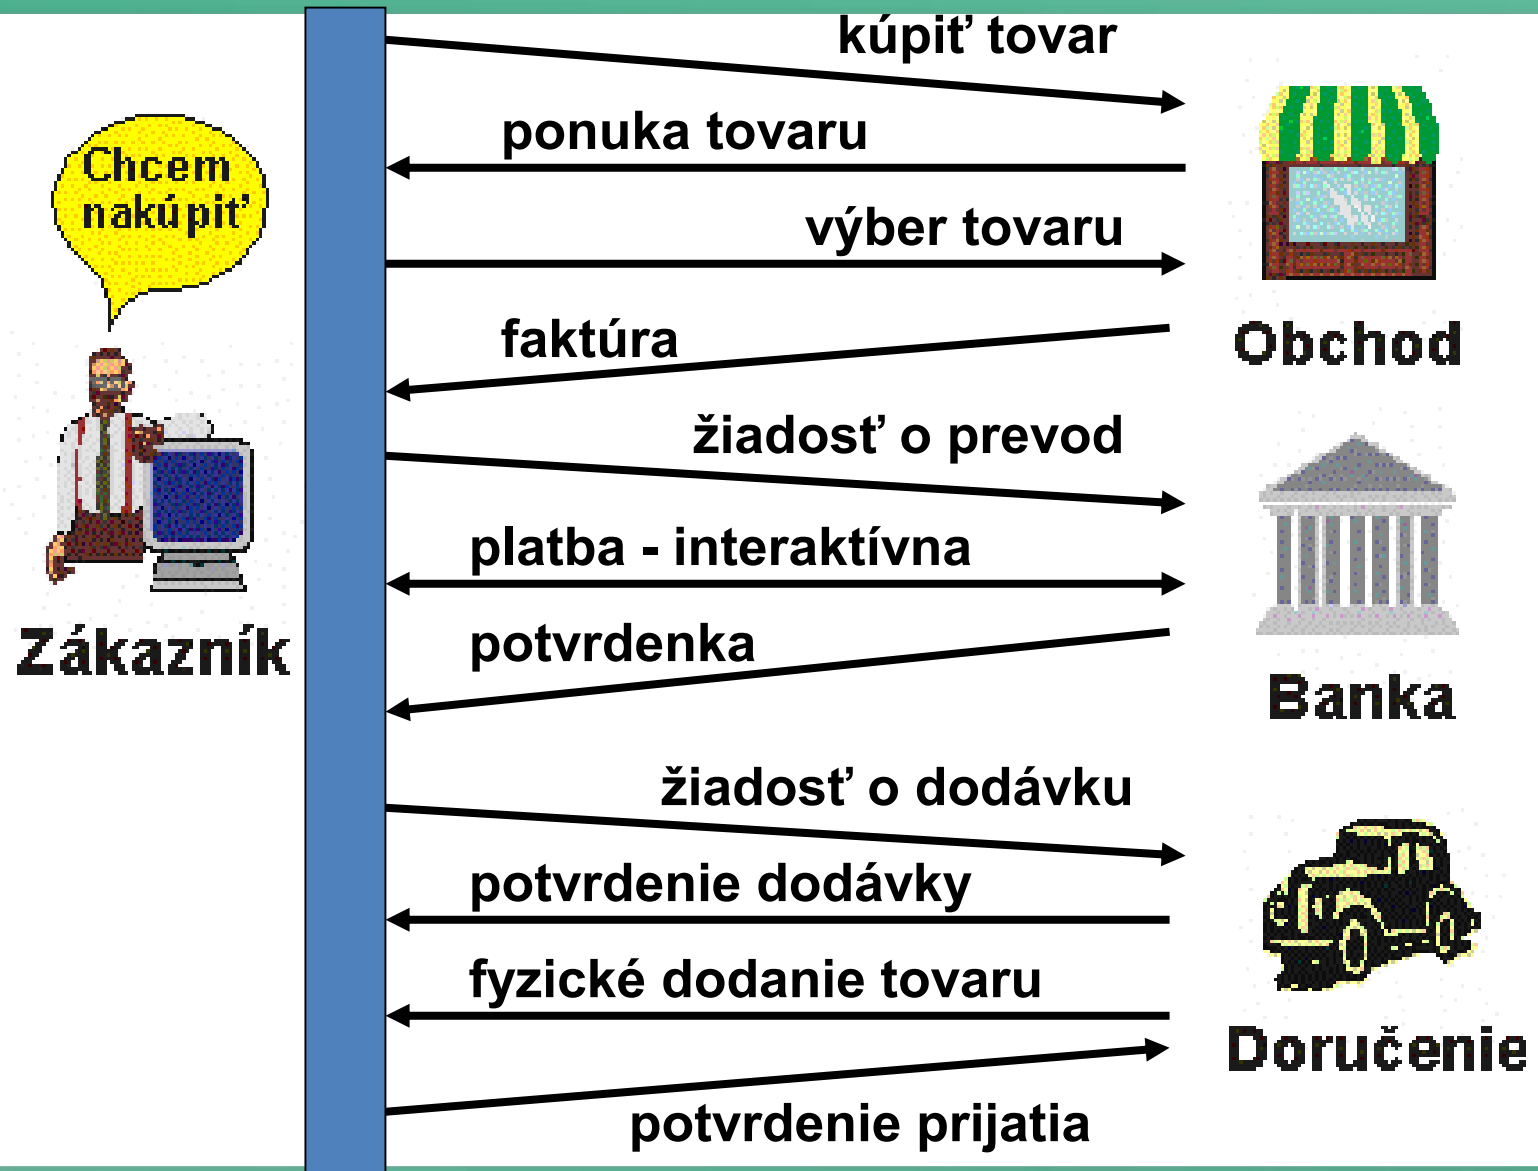 kúpiť tovar
ponuka tovaru
Chcem
nakúpiť
výber tovaru
faktúra
Obchod
žiadosť o prevod
platba - interaktívna
potvrdenka
Zákazník
Banka
žiadosť o dodávku
potvrdenie dodávky
fyzické dodanie tovaru
Doručenie
potvrdenie prijatia